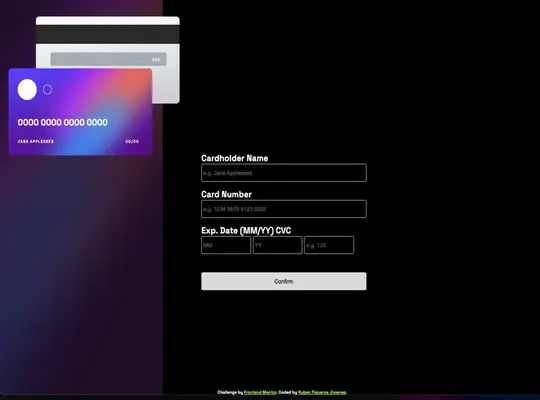 000
0000 0000 0000 0000
JANE APPLESEED 00/00
Cardholder Name
e.g. Jane Appleseed
Card Number
e.g. 1234 5678 9123 0000
Exp. Date (MM/YY) CVC
MM YY e.g. 123
Confirm
Challenge by Frontend Mentor. Coded by Ruben Figueroa Jimenez.